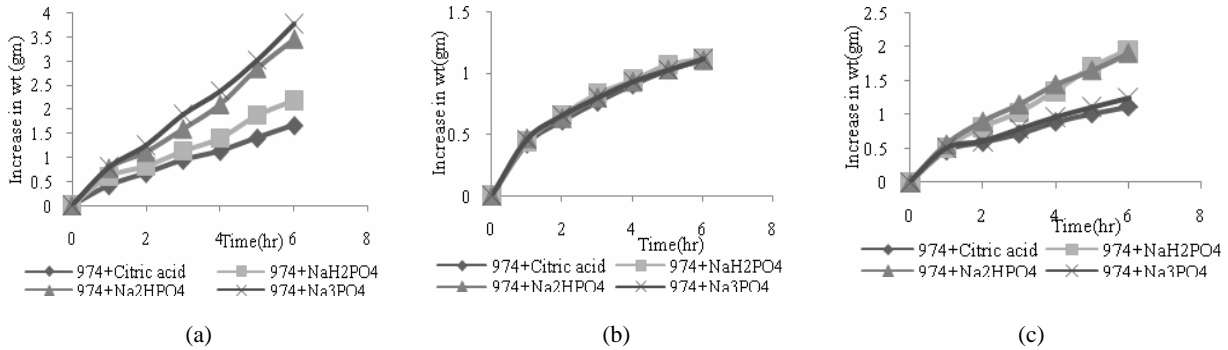 Increase in wt (gm)
4
3.5
3
2.5
2
1.5
1
0.5
0
0 2 4 6 8
Time(hr)
974+Citric acid 974+NaH2PO4
974+Na2HPO4 974+Na3PO4
(a)
Increase in wt(gm)
1.5
1
0.5
0
0 2 4 6 8
Time(hr)
974+Citric acid 974+NaH2PO4
974+Na2HPO4 974+Na3PO4
(b)
Increase in wt(gm)
2.5
2
1.5
1
0.5
0
0 2 4 6 8
Time(hr)
974+Citric acid 974+NaH2PO4
974+Na2HPO4 974+Na3PO4
(c)